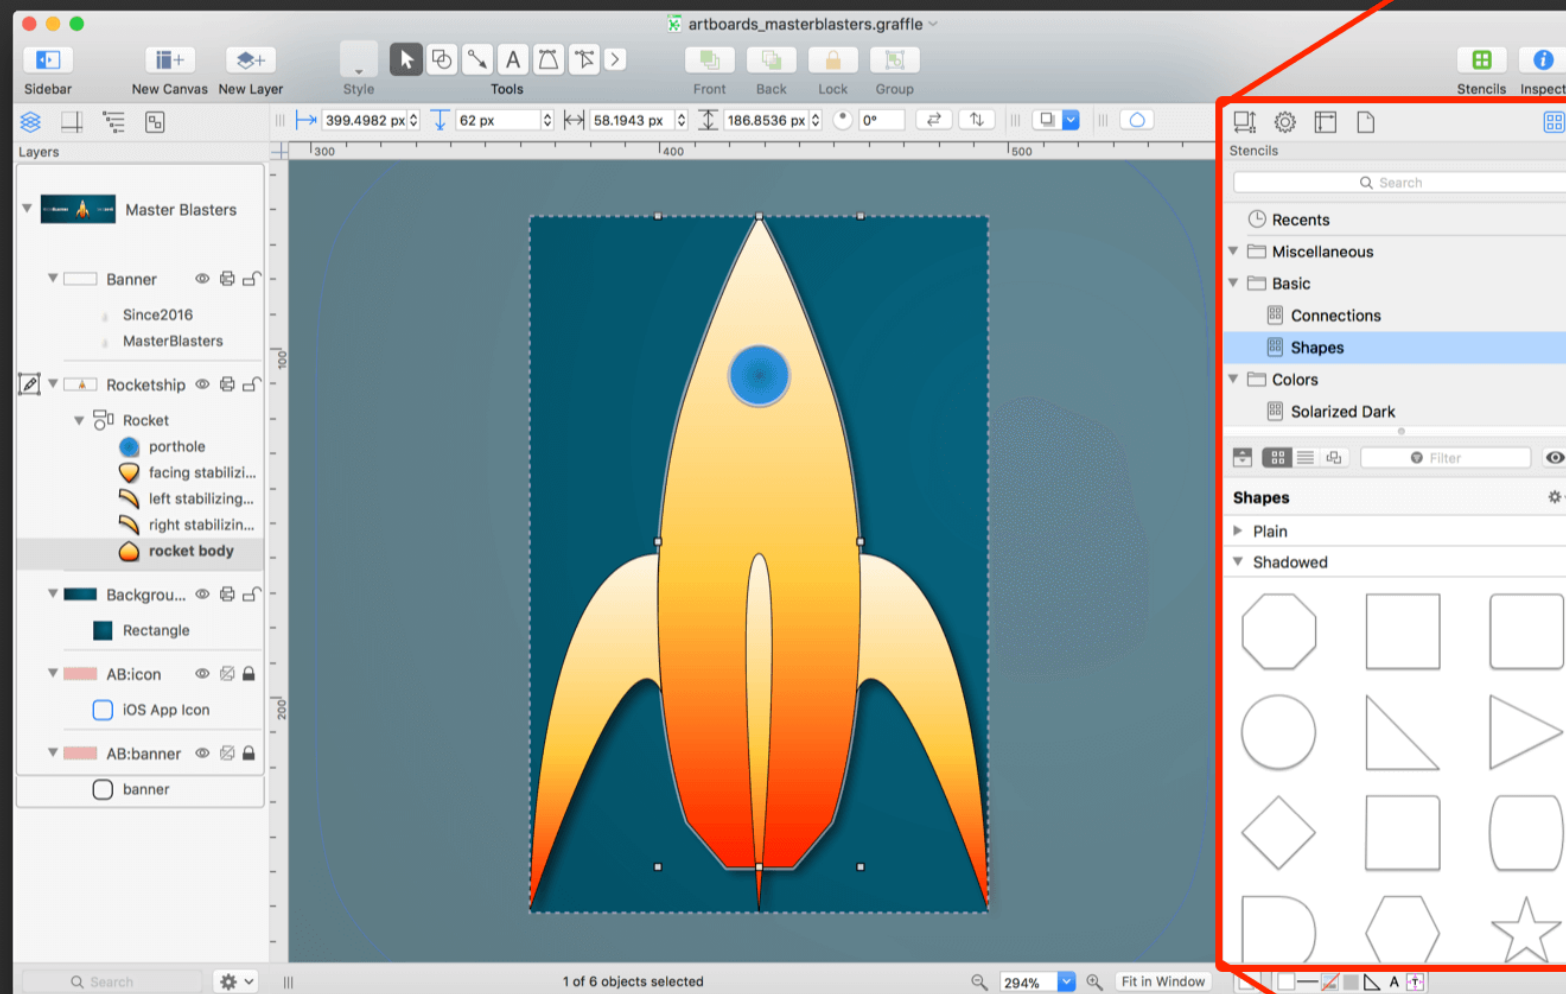 artboards_masterblasters.graffle
Sidebar
New Canvas
New Layer
Style
Tools
Front
Back
Lock
Group
Stencils
Inspect
399.4982 px
62 px
58.1943 px
186.8536 px
0°
Layers
300
400
500
Stencils
Master Blasters
Banner
Since2016
MasterBlasters
Rocketship
Rocket
porthole
facing stabilizi...
left stabilizing...
right stabilizin...
rocket body
Backgrou...
Rectangle
AB:icon
iOS App Icon
AB:banner
banner
100
200
Search
Recents
Miscellaneous
Basic
Connections
Shapes
Colors
Solarized Dark
Filter
Shapes
Plain
Shadowed
Search
1 of 6 objects selected
294%
Fit in Window
A
T